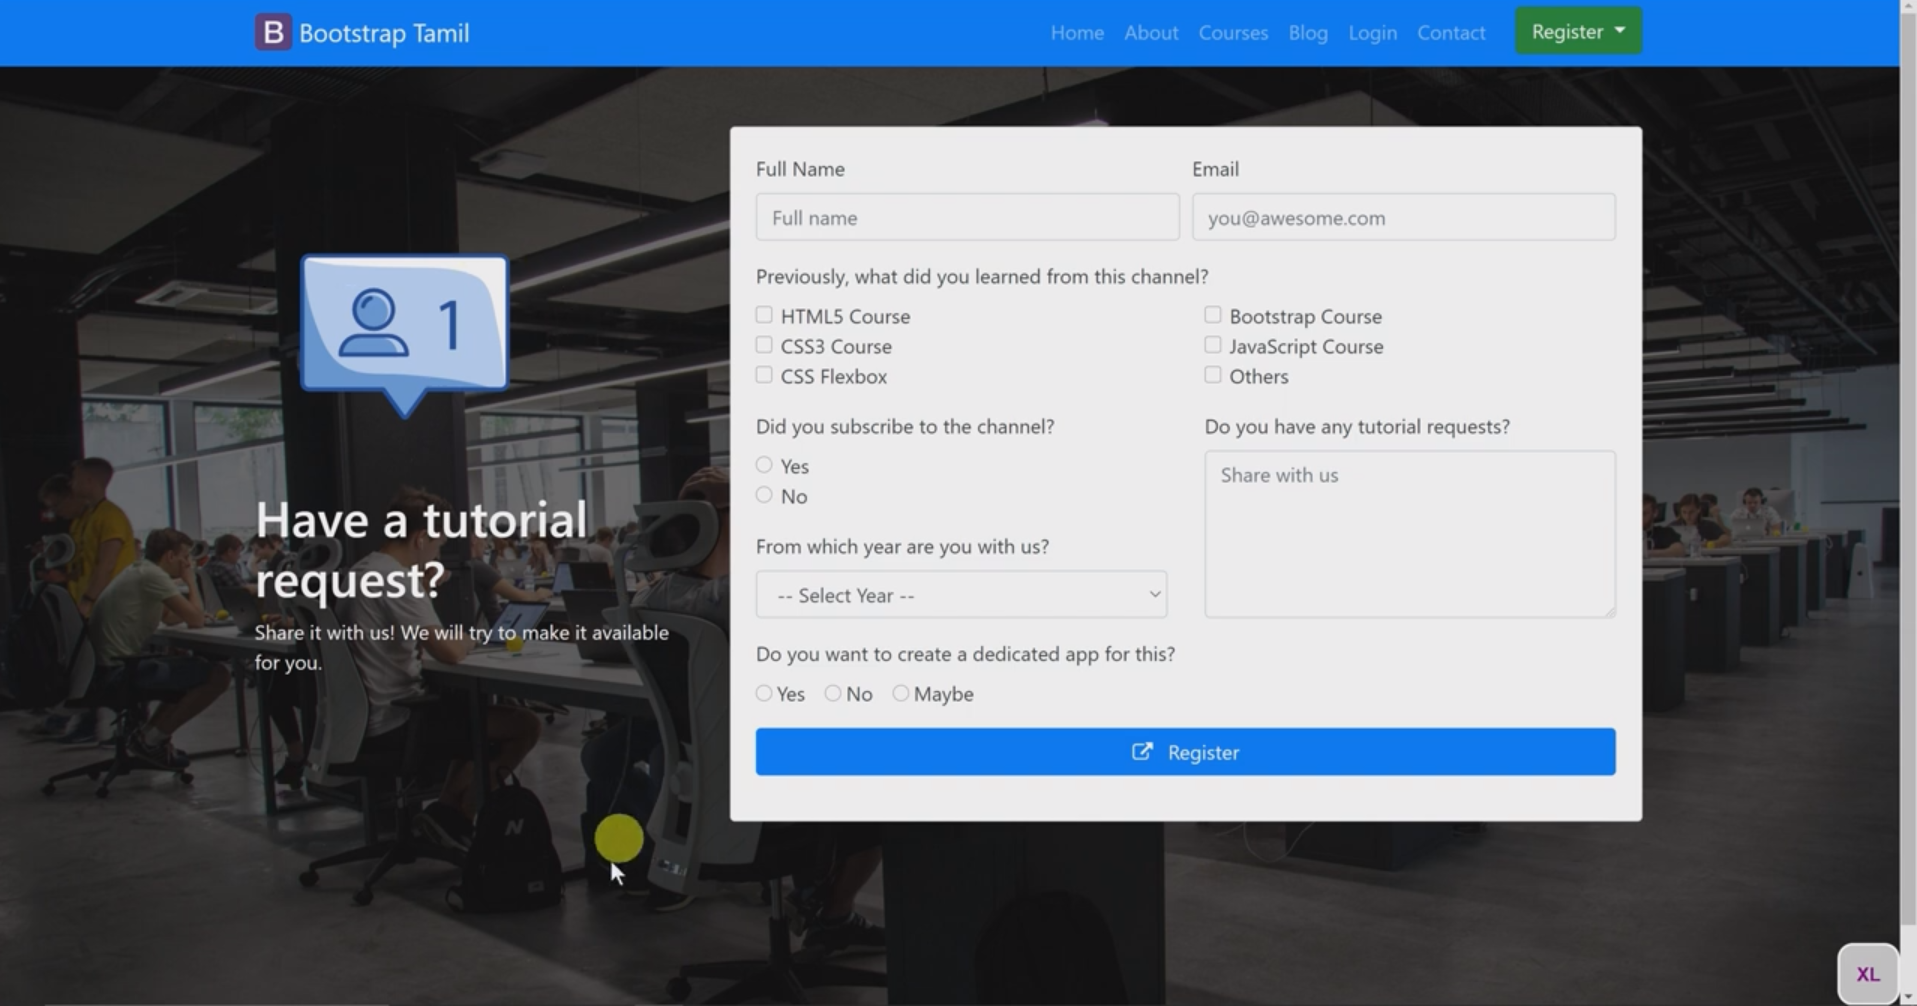 B Bootstrap Tamil
Home About Courses Blog Login Contact Register
Full Name Email
Full name you@awesome.com
Previously, what did you learned from this channel?
HTML5 Course Bootstrap Course
CSS3 Course JavaScript Course
CSS Flexbox Others
Did you subscribe to the channel? Do you have any tutorial requests?
Yes
No
Share with us
From which year are you with us?
-- Select Year --
Do you want to create a dedicated app for this?
Yes No Maybe
Register
1
Have a tutorial
request?
Share it with us! We will try to make it available
for you.
N
XL